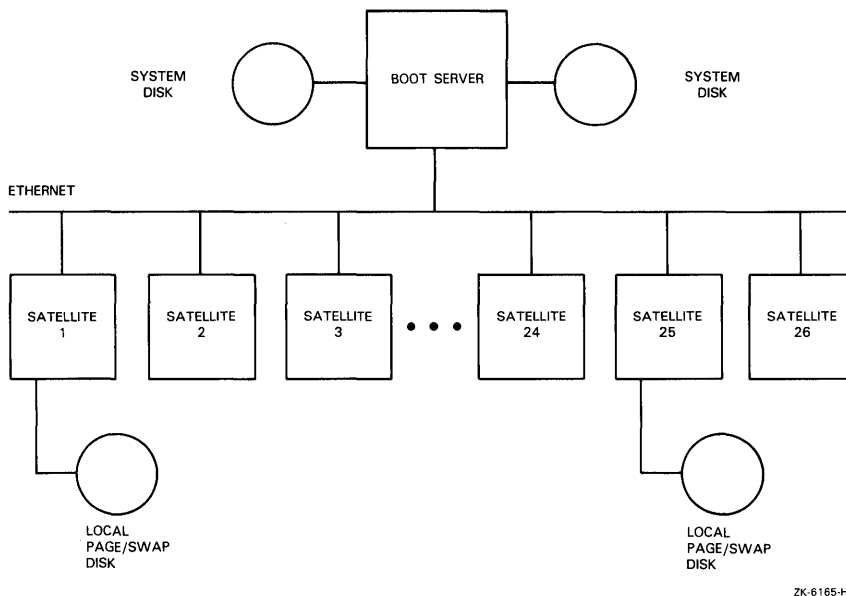 SYSTEM
DISK
BOOT SERVER
SYSTEM
DISK
ETHERNET
SATELLITE
1
SATELLITE
2
SATELLITE
3
SATELLITE
24
SATELLITE
25
SATELLITE
26
LOCAL
PAGE/SWAP
DISK
LOCAL
PAGE/SWAP
DISK
ZK-6165-H